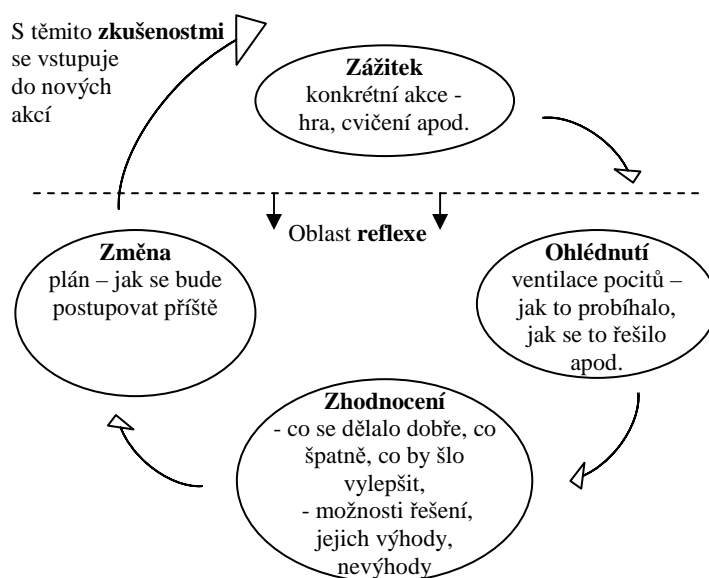 S těmito zkušenostmi
se vstupuje
do nových
akcí
Zážitek
konkrétní akce -
hra, cvičení apod.
Oblast reflexe
Změna
plán – jak se bude
postupovat příště
Ohlédnutí
ventilace pocitů –
jak to probíhalo,
jak se to řešilo
apod.
Zhodnocení
- co se dělalo dobře, co
špatně, co by šlo
vylepšit,
- možnosti řešení,
jejich výhody,
nevýhody